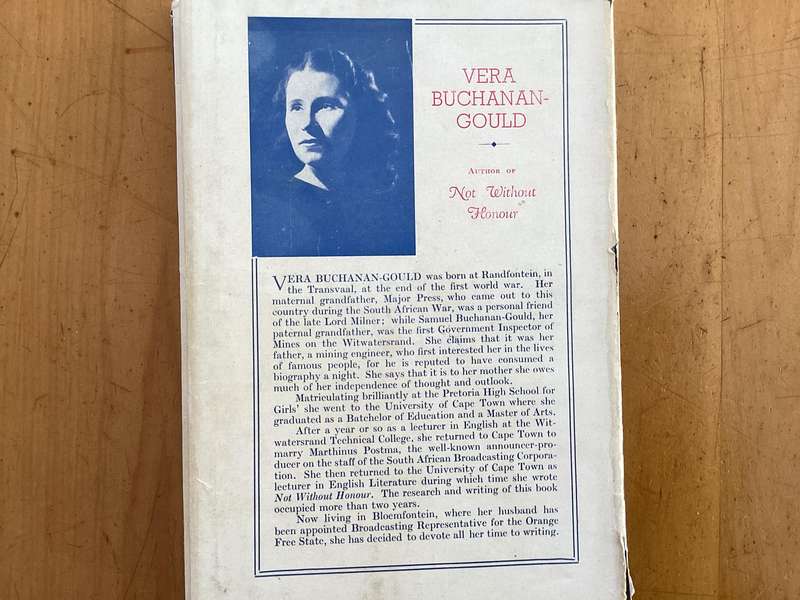 VERA
BUCHANAN-
GOULD
AUTHOR OF
Not Without
Honour
VERA BUCHANAN-GOULD was born at Randfontein, in
the Transvaal, at the end of the first world war. Her
maternal grandfather, Major Press, who came out to this
country during the South African War, was a personal friend
of the late Lord Milner; while Samuel Buchanan-Gould, her
paternal grandfather, was the first Government Inspector of
Mines on the Witwatersrand. She claims that it was her
father, a mining engineer, who first interested her in the lives
of famous people, for he is reputed to have consumed a
biography a night. She says that it is to her mother she owes
much of her independence of thought and outlook.
Matriculating brilliantly at the Pretoria High School for
Girls' she went to the University of Cape Town where she
graduated as a Batchelor of Education and a Master of Arts.
After a year or so as a lecturer in English at the Wit-
watersrand Technical College, she returned to Cape Town to
marry Marthinus Postma, the well-known announcer-pro-
ducer on the staff of the South African Broadcasting Corpora-
tion. She then returned to the University of Cape Town as
lecturer in English Literature during which time she wrote
Not Without Honour. The research and writing of this book
occupied more than two years.
Now living in Bloemfontein, where her husband has
been appointed Broadcasting Representative for the Orange
Free State, she has decided to devote all her time to writing.